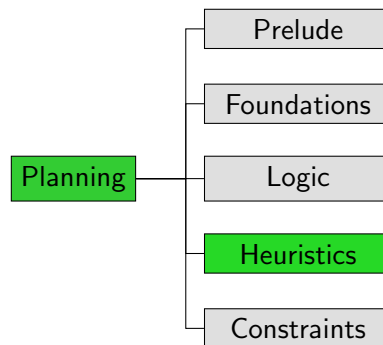 Prelude
Foundations
Planning
Logic
Heuristics
Constraints